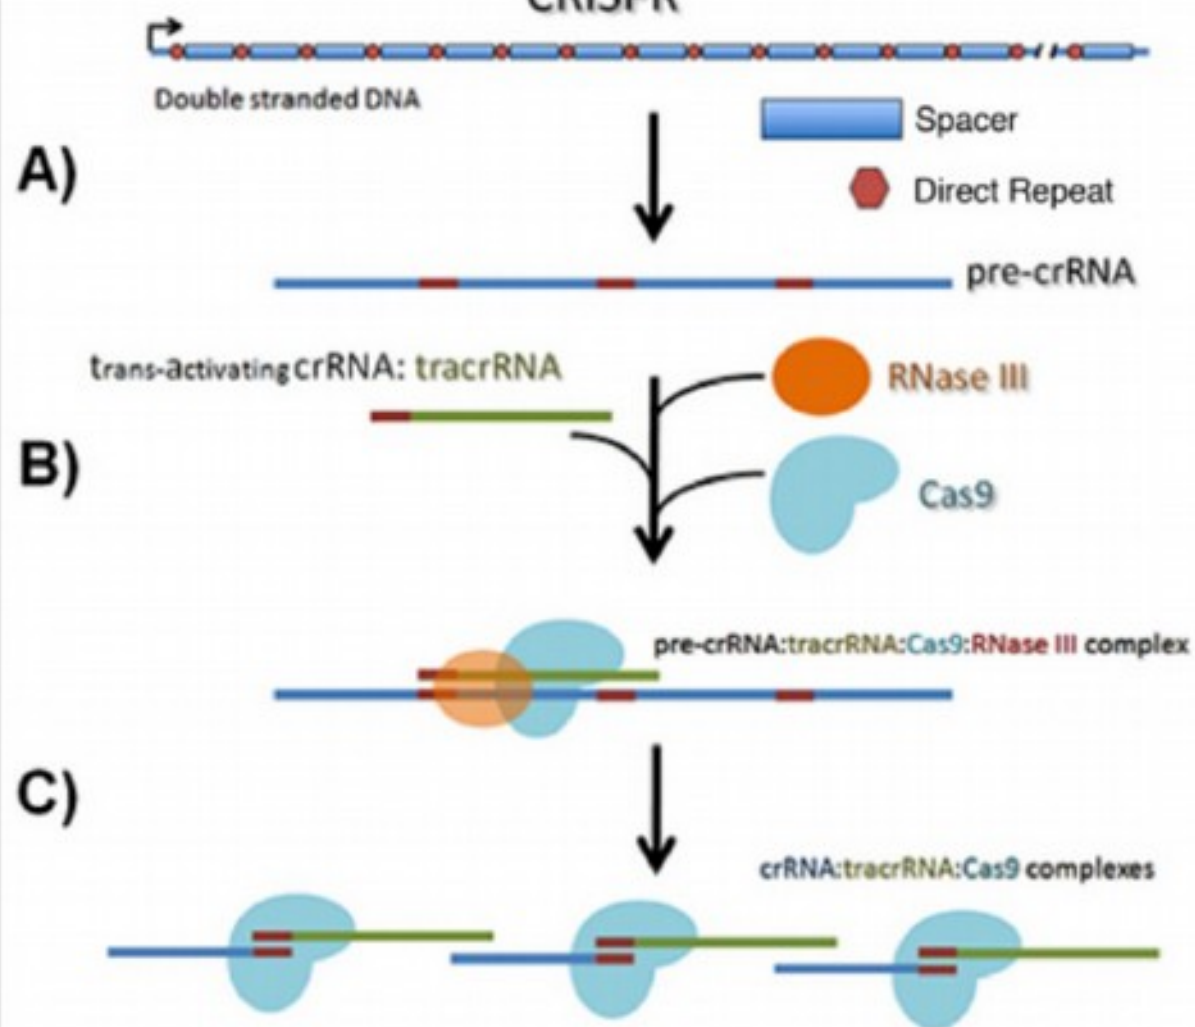 CRISPR
Double stranded DNA
Spacer
A)
Direct Repeat
pre-crRNA
trans-activating crRNA: tracrRNA
RNase III
B)
Cas9
pre-crRNA:tracrRNA:Cas9:RNase III complex
C)
crRNA:tracrRNA:Cas9 complexes